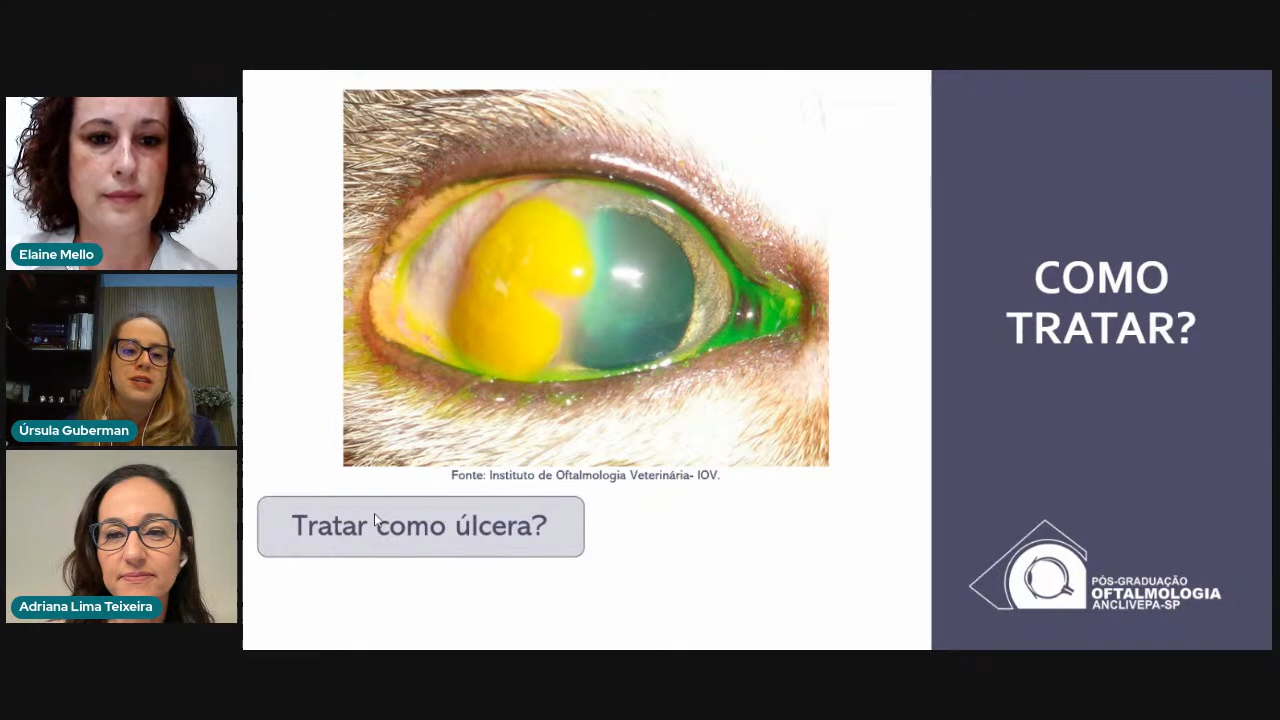 Elaine Mello
Úrsula Guberman
Adriana Lima Teixeira
Fonte: Instituto de Oftalmologia Veterinária- IOV.
Tratar como úlcera?
COMO
TRATAR?
PÓS-GRADUAÇÃO
OFTALMOLOGIA
ANCLIVEPA-SP